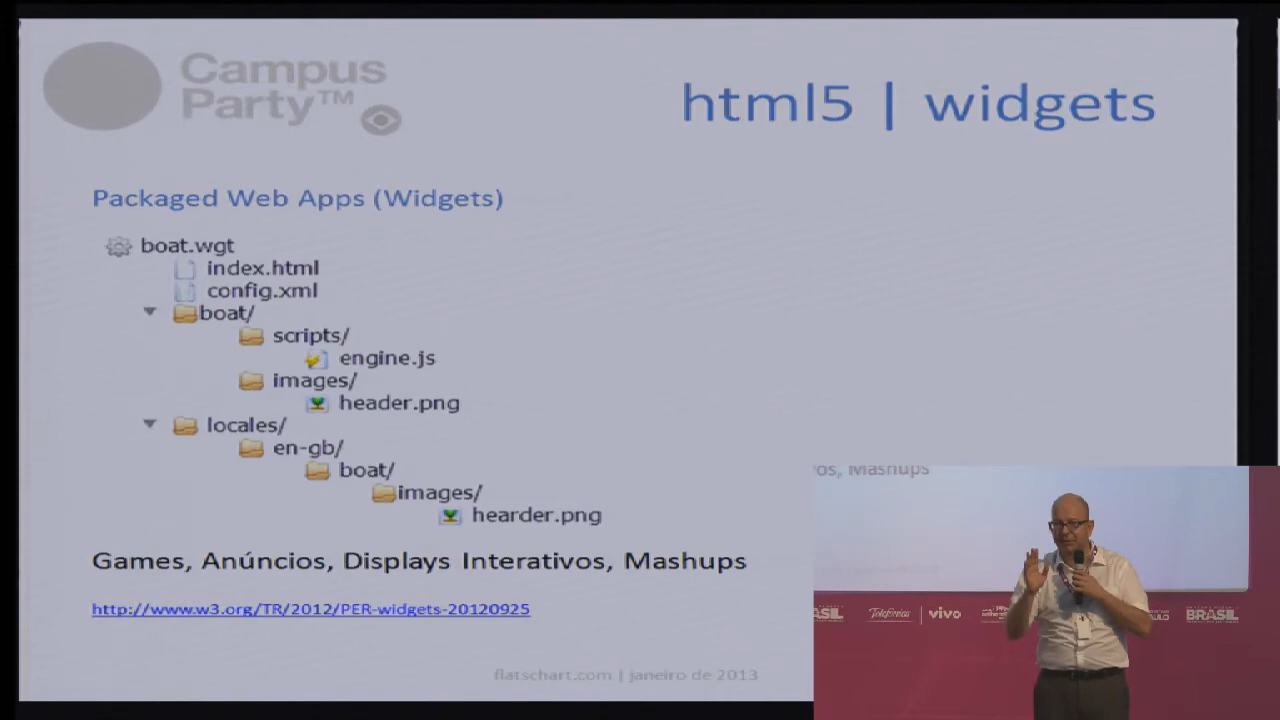 Campus
Party™
html5 | widgets
Packaged Web Apps (Widgets)
boat.wgt
index.html
config.xml
boat/
scripts/
engine.js
images/
header.png
locales/
en-gb/
boat/
images/
hearder.png
Games, Anúncios, Displays Interativos, Mashups
http://www.w3.org/TR/2012/PER-widgets-20120925
flatschart.com | janeiro de 2013
os, Mashups
SIL Telefónica | vivo BRASIL